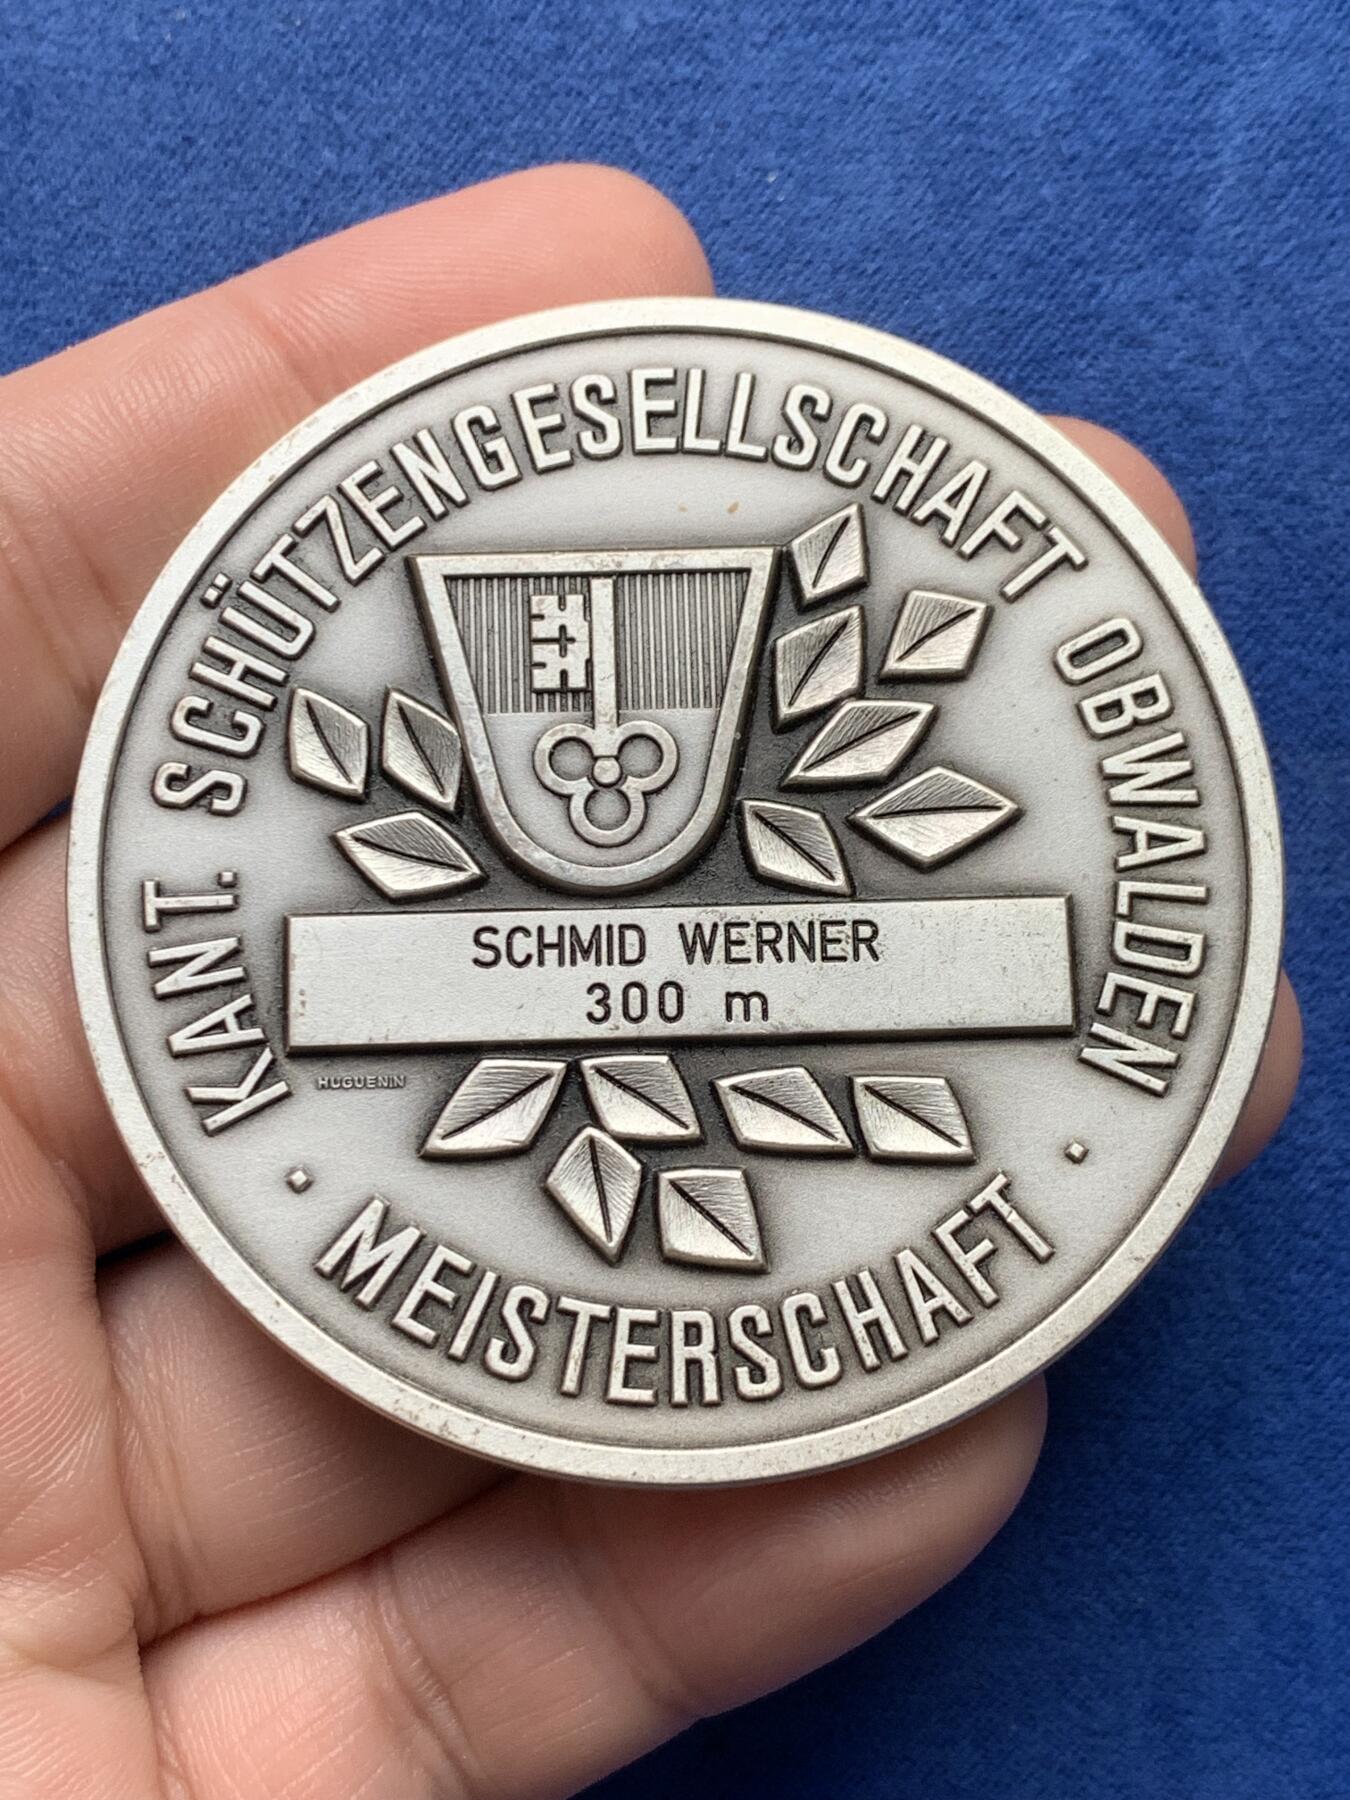 KANT. SCHÜTZENGESELLSCHAFT OBWALDEN
SCHMID WERNER
300 m
HUGUENIN
· MEISTERSCHAFT ·